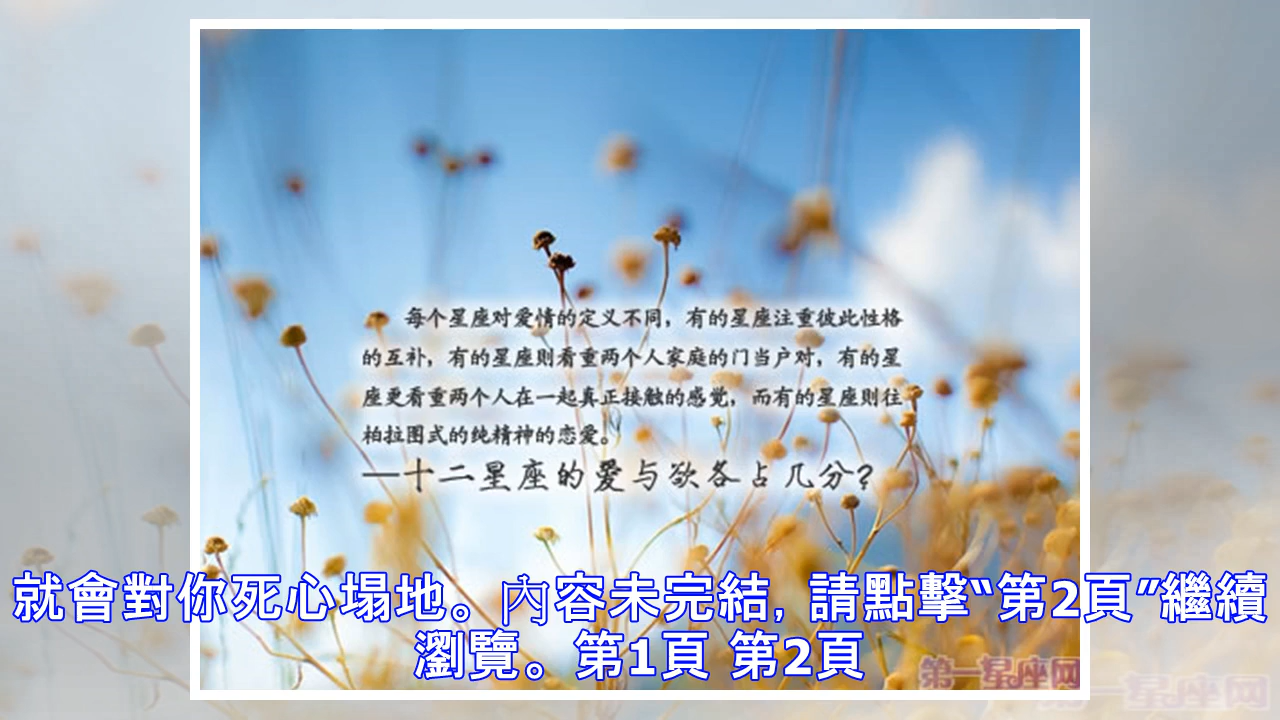 每个星座对爱情的定义不同，有的星座注重彼此性格
的互补，有的星座则看重两个人家庭的门当户对，有的星
座更看重两个人在一起真正接触的感觉，而有的星座则往
柏拉图式的纯精神的恋爱。
—十二星座的爱与欲各占几分？
就會對你死心塌地。內容未完結，請點擊“第2頁”繼續
瀏覽。第1頁 第2頁
第一星座网
第一星座网